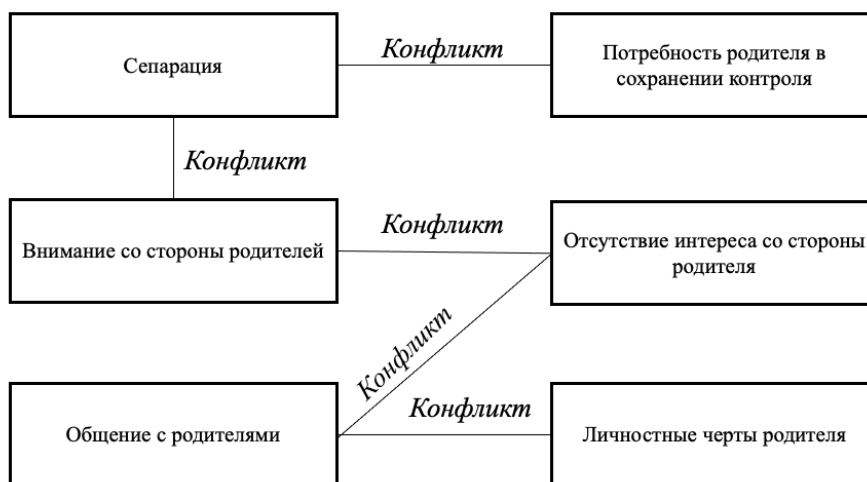 Сепарация
Конфликт
Потребность родителя в
сохранении контроля
Конфликт
Внимание со стороны родителей
Конфликт
Отсутствие интереса со стороны
родителя
Конфликт
Общение с родителями
Конфликт
Личностные черты родителя